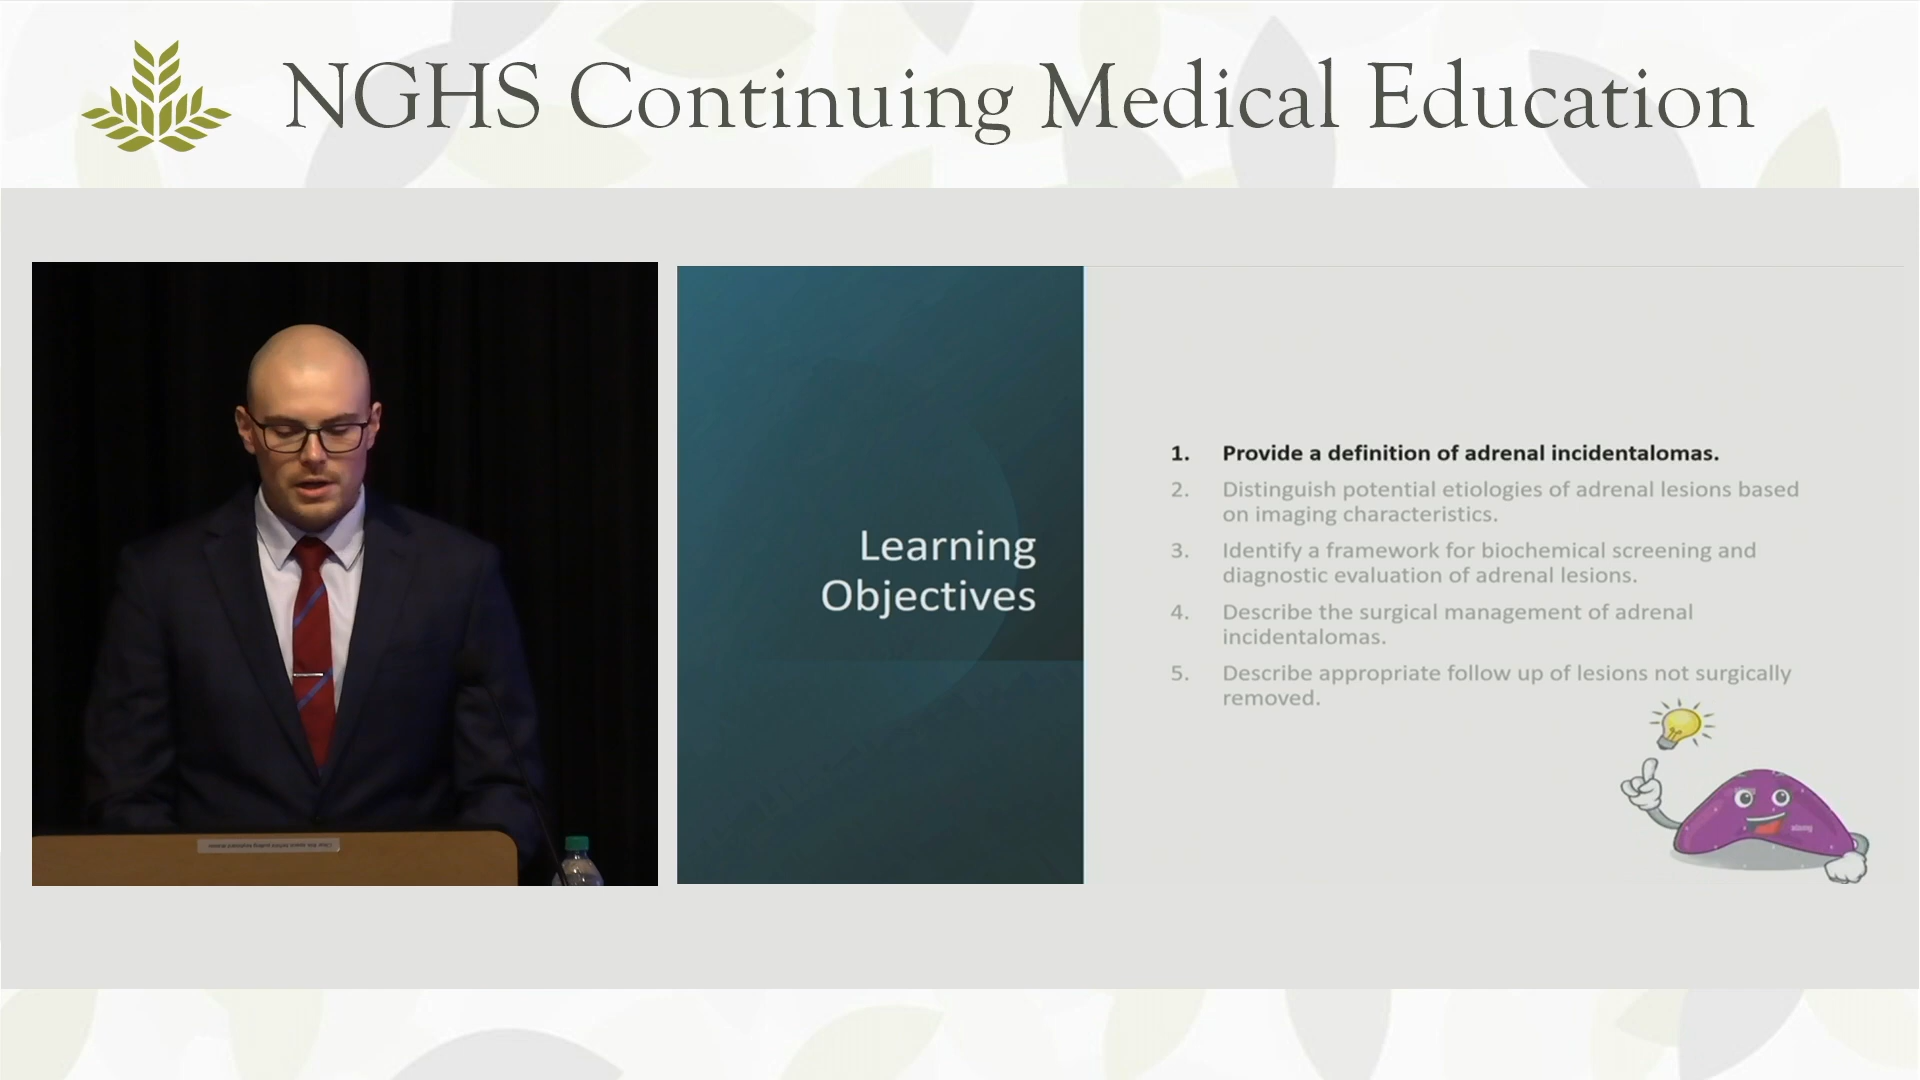 NGHS Continuing Medical Education
Learning
Objectives
1. Provide a definition of adrenal incidentalomas.
2. Distinguish potential etiologies of adrenal lesions based
on imaging characteristics.
3. Identify a framework for biochemical screening and
diagnostic evaluation of adrenal lesions.
4. Describe the surgical management of adrenal
incidentalomas.
5. Describe appropriate follow up of lesions not surgically
removed.
alamy